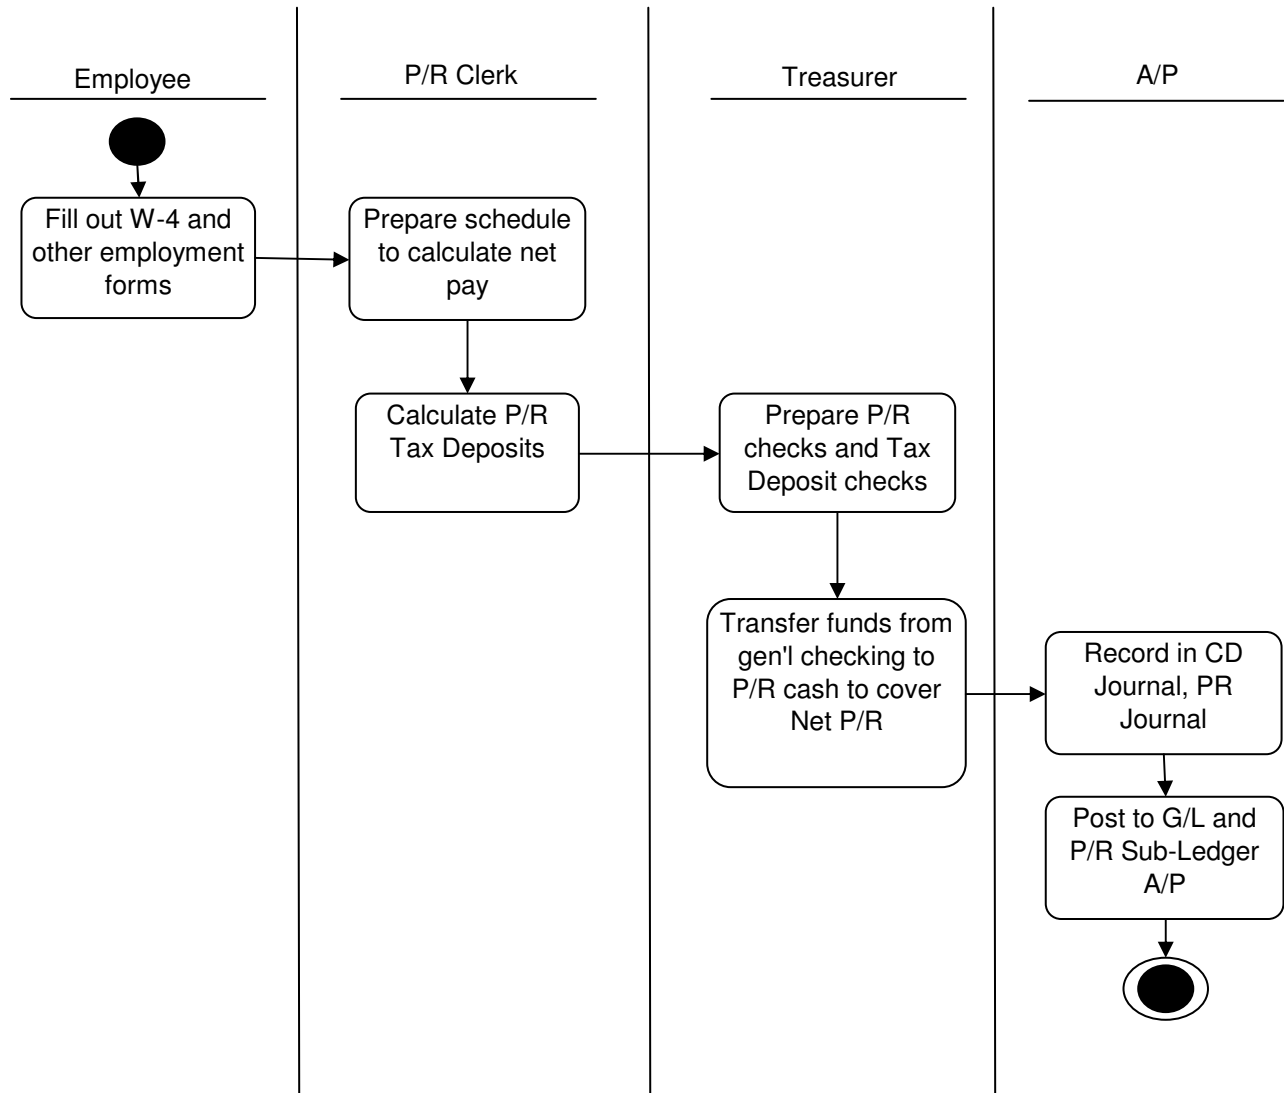 Employee
P/R Clerk
Treasurer
A/P
Fill out W-4 and
other employment
forms
Prepare schedule
to calculate net
pay
Calculate P/R
Tax Deposits
Prepare P/R
checks and Tax
Deposit checks
Transfer funds from
gen'l checking to
P/R cash to cover
Net P/R
Record in CD
Journal, PR
Journal
Post to G/L and
P/R Sub-Ledger
A/P